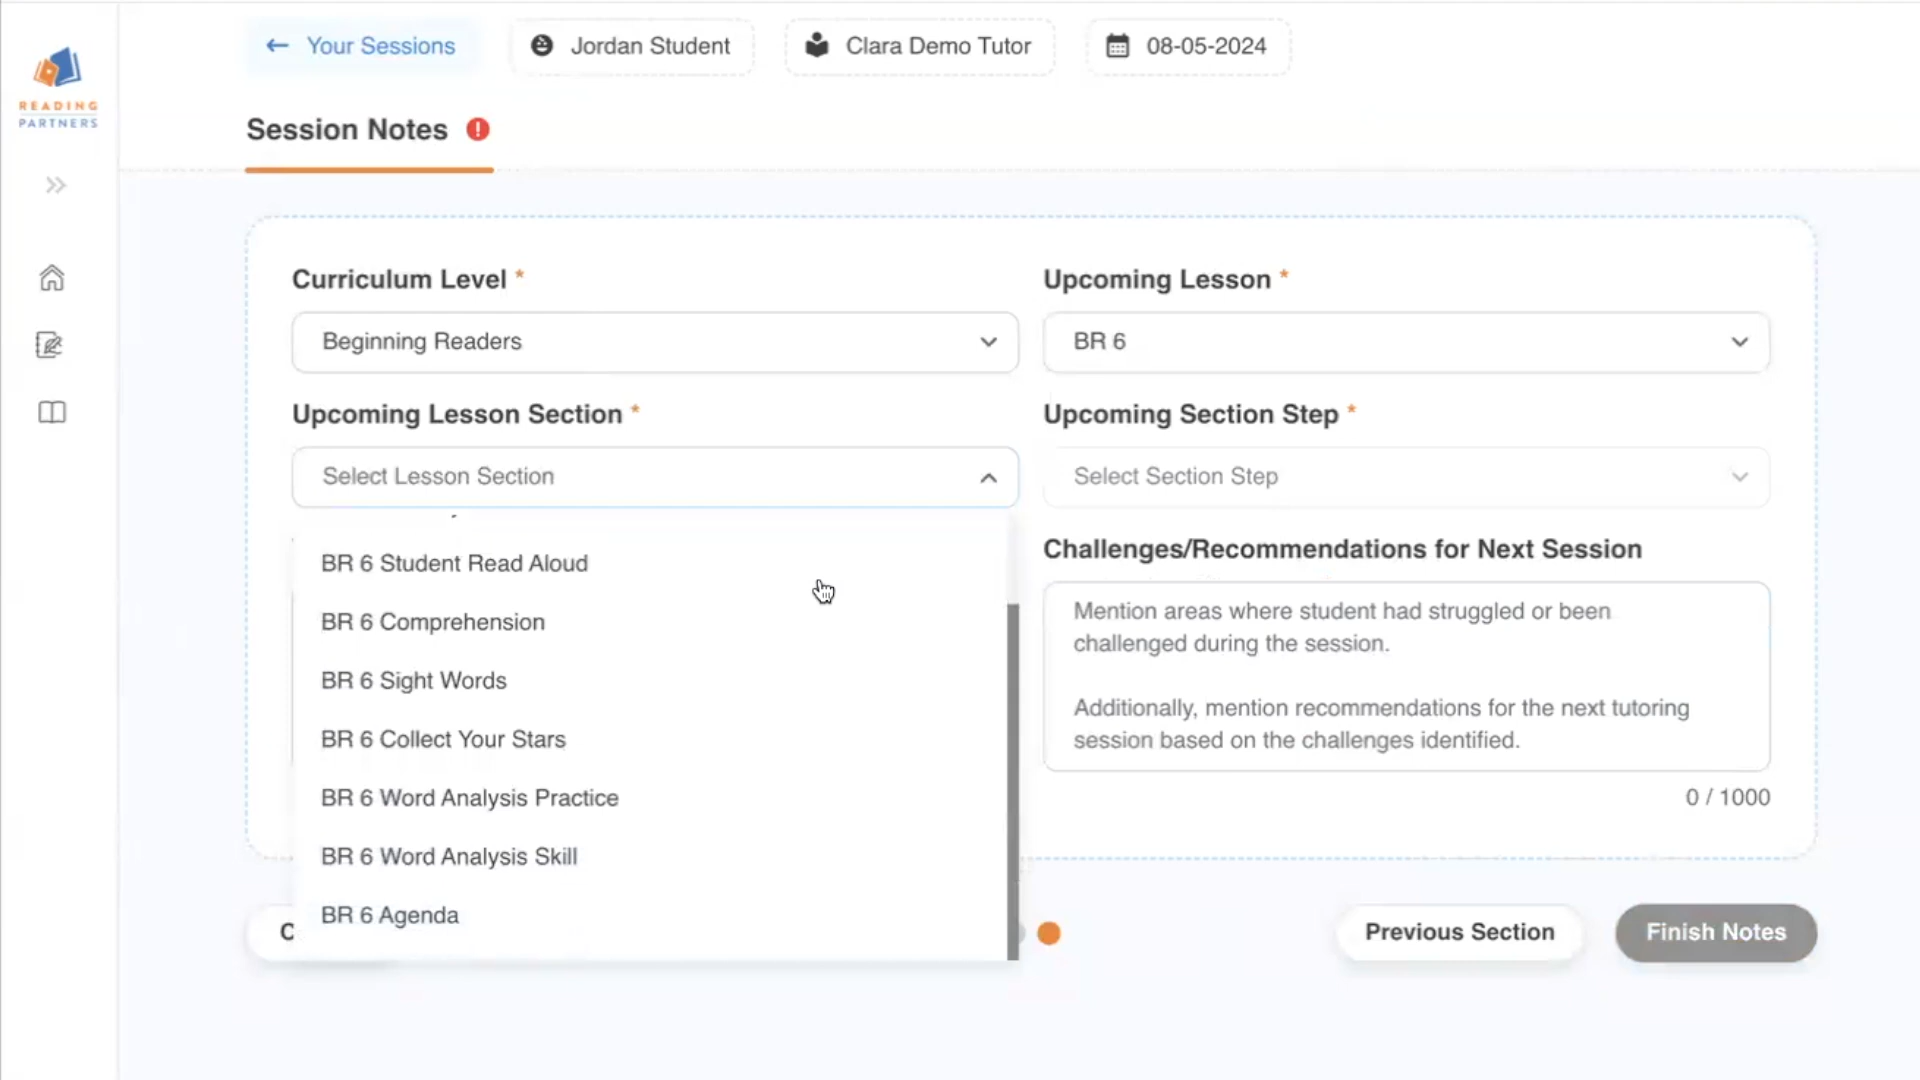 Your Sessions
Jordan Student
Clara Demo Tutor
08-05-2024
READING
PARTNERS
Session Notes
Curriculum Level *
Upcoming Lesson *
Beginning Readers
BR 6
Upcoming Lesson Section *
Upcoming Section Step *
Select Lesson Section
Select Section Step
BR 6 Student Read Aloud
BR 6 Comprehension
BR 6 Sight Words
BR 6 Collect Your Stars
BR 6 Word Analysis Practice
BR 6 Word Analysis Skill
BR 6 Agenda
Challenges/Recommendations for Next Session
Mention areas where student had struggled or been
challenged during the session.
Additionally, mention recommendations for the next tutoring
session based on the challenges identified.
0 / 1000
Previous Section
Finish Notes